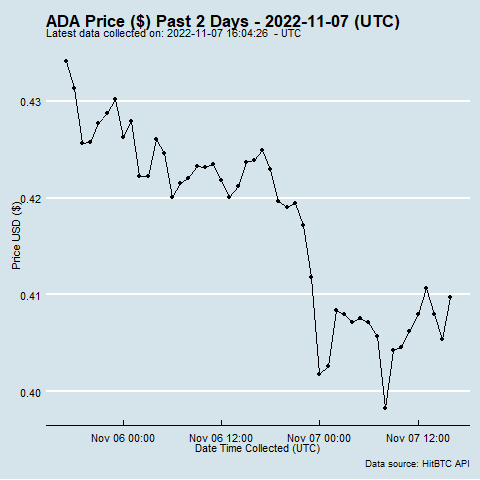 ADA Price ($) Past 2 Days - 2022-11-07 (UTC)
Latest data collected on: 2022-11-07 16:04:26 - UTC
0.43
0.42
0.41
0.40
Price USD ($)
Nov 06 00:00 Nov 06 12:00 Nov 07 00:00 Nov 07 12:00
Date Time Collected (UTC)
Data source: HitBTC API